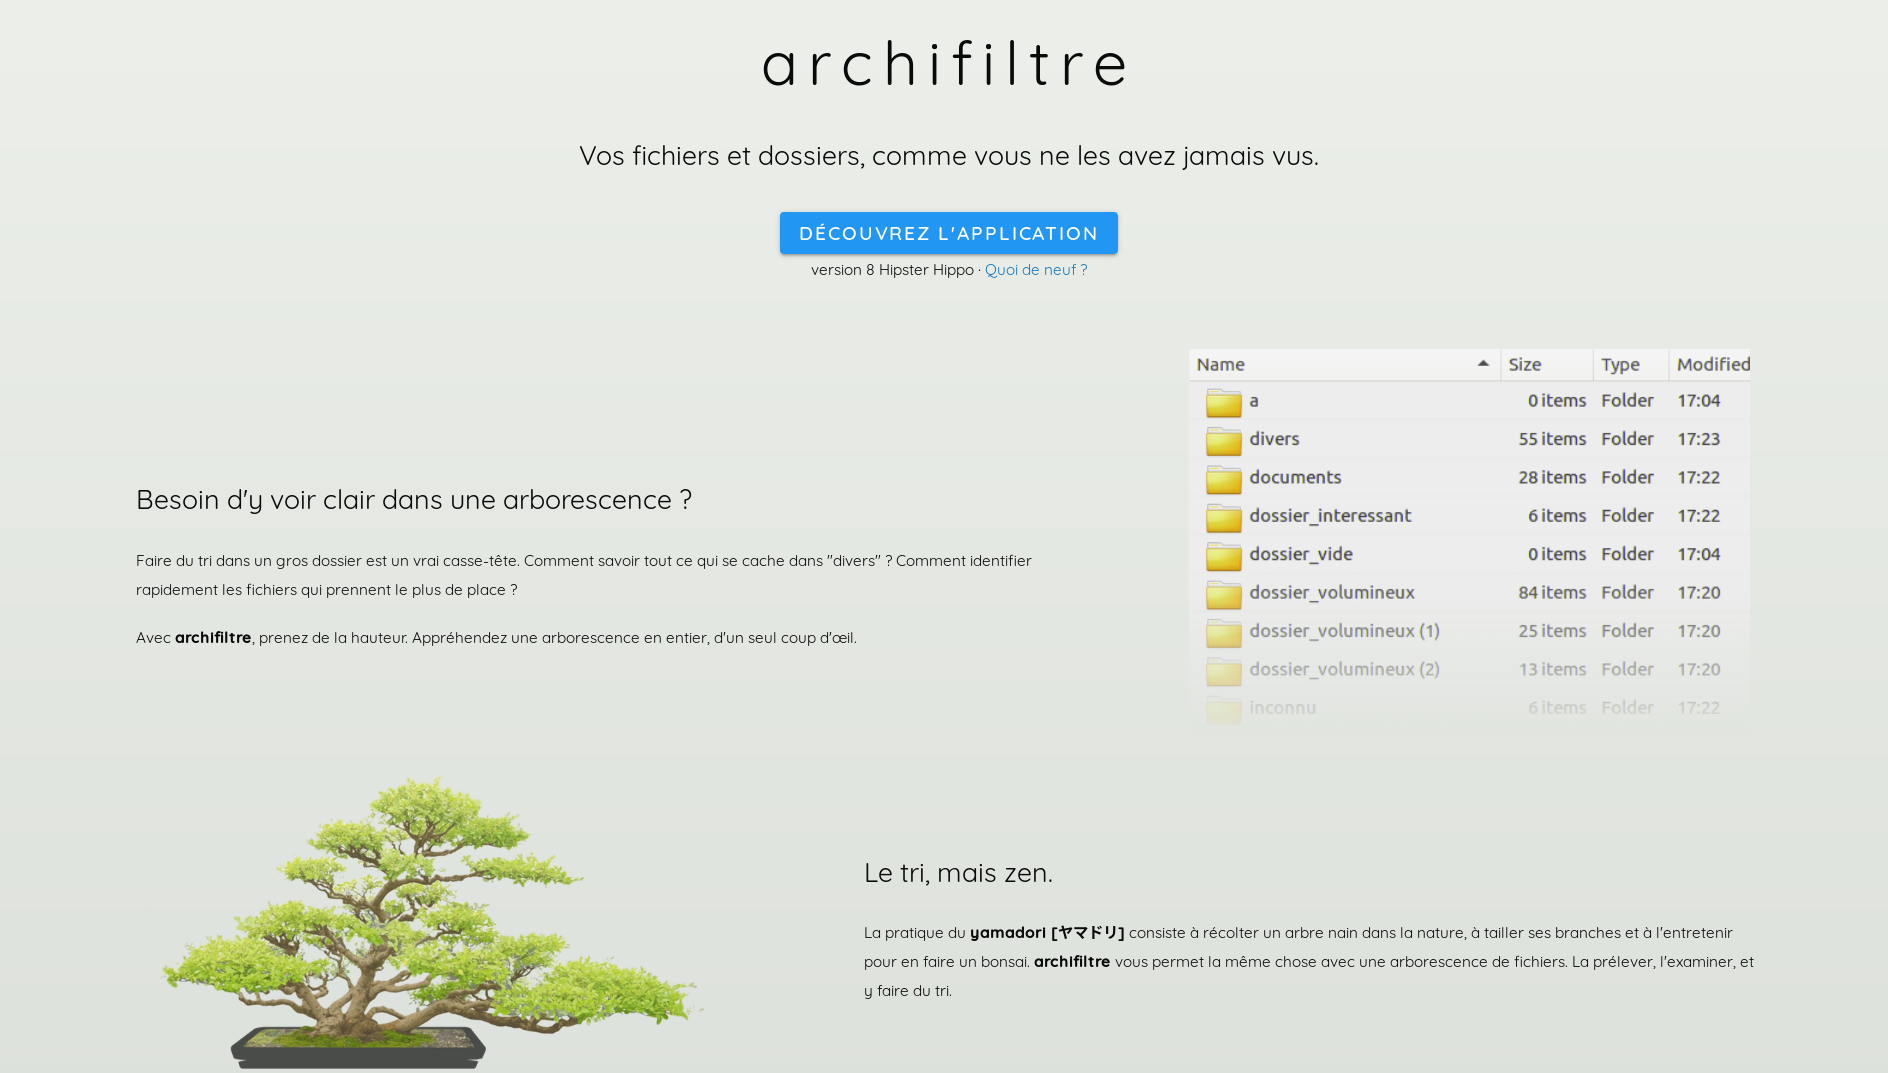 archifiltre
Vos fichiers et dossiers, comme vous ne les avez jamais vus.
DÉCOUVREZ L'APPLICATION
version 8 Hipster Hippo · Quoi de neuf ?
Besoin d'y voir clair dans une arborescence ?
Faire du tri dans un gros dossier est un vrai casse-tête. Comment savoir tout ce qui se cache dans "divers" ? Comment identifier
rapidement les fichiers qui prennent le plus de place ?
Avec archifiltre, prenez de la hauteur. Appréhendez une arborescence en entier, d'un seul coup d'œil.
Name Size Type Modified
a 0 items Folder 17:04
divers 55 items Folder 17:23
documents 28 items Folder 17:22
dossier_interessant 6 items Folder 17:22
dossier_vide 0 items Folder 17:04
dossier_volumineux 84 items Folder 17:20
dossier_volumineux (1) 25 items Folder 17:20
dossier_volumineux (2) 13 items Folder 17:20
inconnu 6 items Folder 17:22
Le tri, mais zen.
La pratique du yamadori [ヤマドリ] consiste à récolter un arbre nain dans la nature, à tailler ses branches et à l'entretenir
pour en faire un bonsai. archifiltre vous permet la même chose avec une arborescence de fichiers. La prélever, l'examiner, et
y faire du tri.